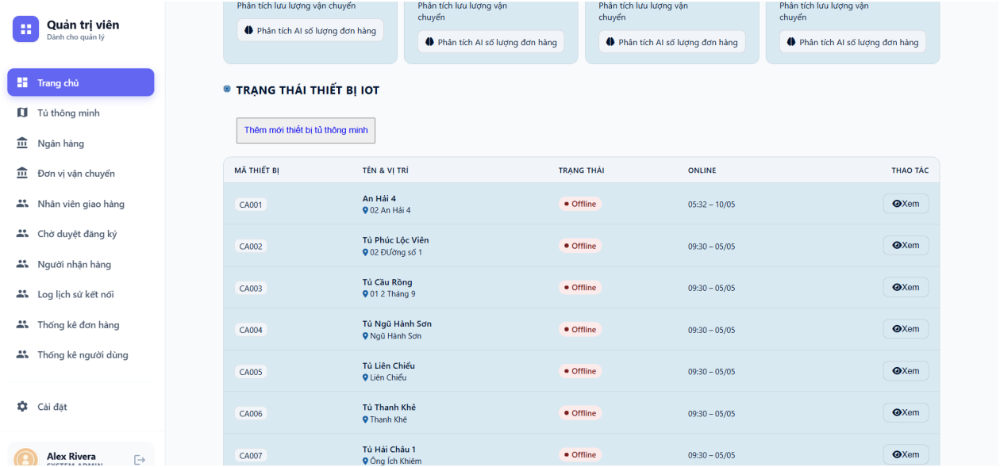 Quản trị viên
Dành cho quản lý
Trang chủ
Tủ thông minh
Ngân hàng
Đơn vị vận chuyển
Nhân viên giao hàng
Chờ duyệt đăng ký
Người nhận hàng
Log lịch sử kết nối
Thống kê đơn hàng
Thống kê người dùng
Cài đặt
Alex Rivera
SYSTEM ADMIN
Phân tích lưu lượng vận chuyển
Phân tích AI số lượng đơn hàng
Phân tích lưu lượng vận
chuyển
Phân tích AI số lượng đơn hàng
Phân tích lưu lượng vận
chuyển
Phân tích AI số lượng đơn hàng
Phân tích lưu lượng vận
chuyển
Phân tích AI số lượng đơn hàng
TRẠNG THÁI THIẾT BỊ IOT
Thêm mới thiết bị tủ thông minh
MÃ THIẾT BỊ TÊN & VỊ TRÍ TRẠNG THÁI ONLINE THAO TÁC
CA001 An Hải 4 Offline 05:32 – 10/05 Xem
02 An Hải 4
CA002 Tủ Phúc Lộc Viên Offline 09:30 – 05/05 Xem
02 ĐƯờng số 1
CA003 Tủ Cầu Rồng Offline 09:30 – 05/05 Xem
01 2 Tháng 9
CA004 Tủ Ngũ Hành Sơn Offline 09:30 – 05/05 Xem
Ngũ Hành Sơn
CA005 Tủ Liên Chiểu Offline 09:30 – 05/05 Xem
Liên Chiểu
CA006 Tủ Thanh Khê Offline 09:30 – 05/05 Xem
Thanh Khê
CA007 Tủ Hải Châu 1 Offline 09:30 – 05/05 Xem
Ông Ích Khiêm